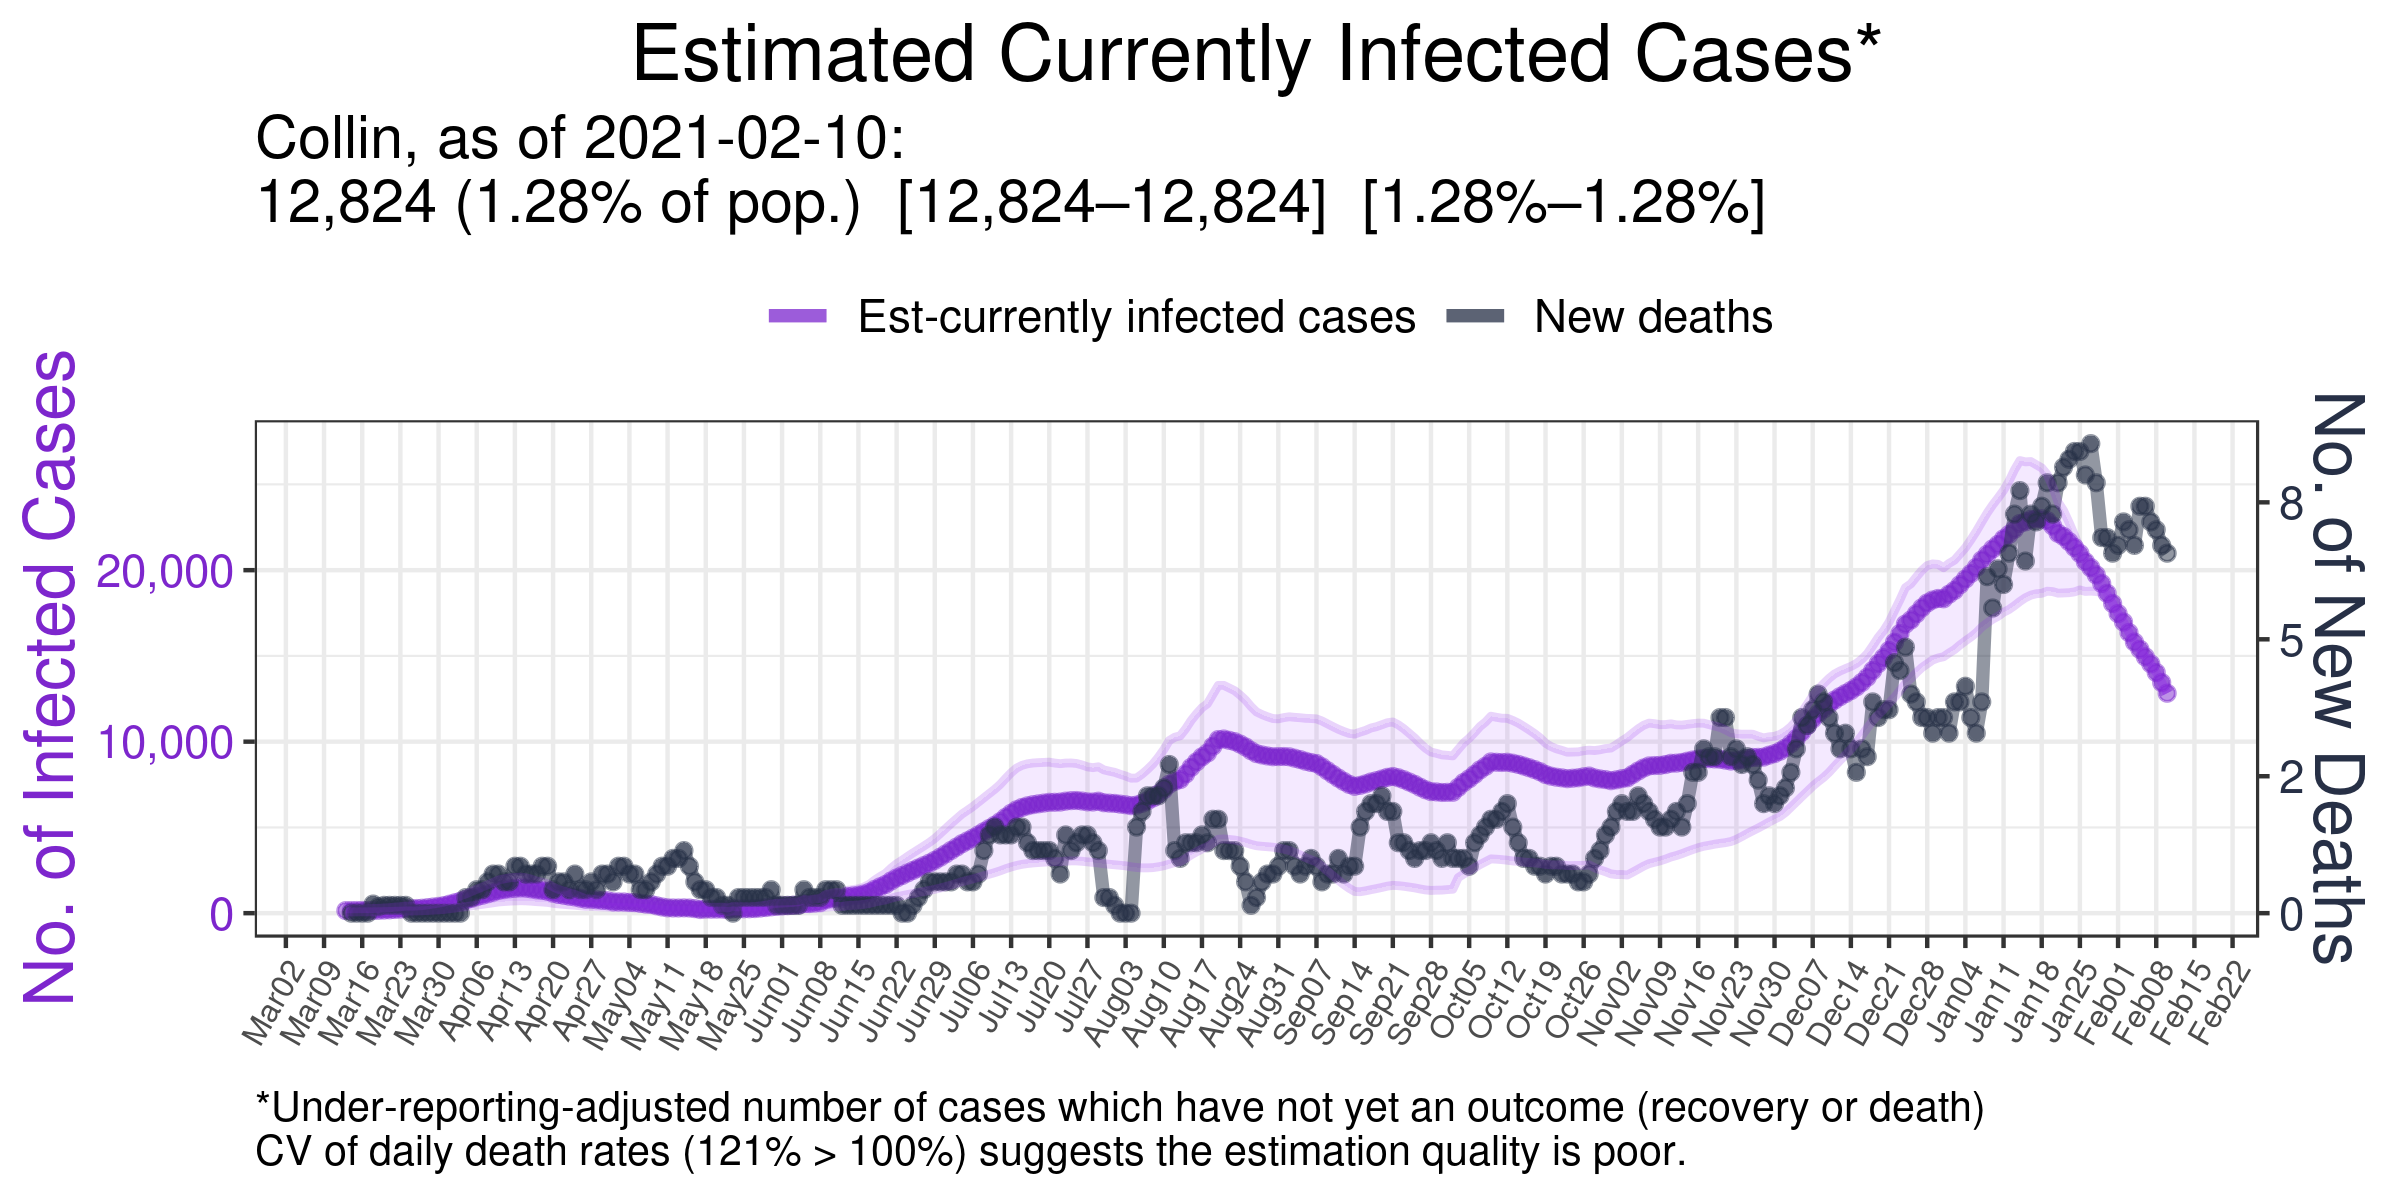 Estimated Currently Infected Cases*
Collin, as of 2021-02-10:
12,824 (1.28% of pop.) [12,824–12,824] [1.28%–1.28%]
Est-currently infected cases New deaths
No. of Infected Cases
20,000
10,000
0
No. of New Deaths
8
5
2
0
Mar02 Mar09 Mar16 Mar23 Mar30 Apr06 Apr13 Apr20 Apr27 May04 May11 May18 May25 Jun01 Jun08 Jun15 Jun22 Jun29 Jul06 Jul13 Jul20 Jul27 Aug03 Aug10 Aug17 Aug24 Aug31 Sep07 Sep14 Sep21 Sep28 Oct05 Oct12 Oct19 Oct26 Nov02 Nov09 Nov16 Nov23 Nov30 Dec07 Dec14 Dec21 Dec28 Jan04 Jan11 Jan18 Jan25 Feb01 Feb08 Feb15 Feb22
*Under-reporting-adjusted number of cases which have not yet an outcome (recovery or death)
CV of daily death rates (121% > 100%) suggests the estimation quality is poor.